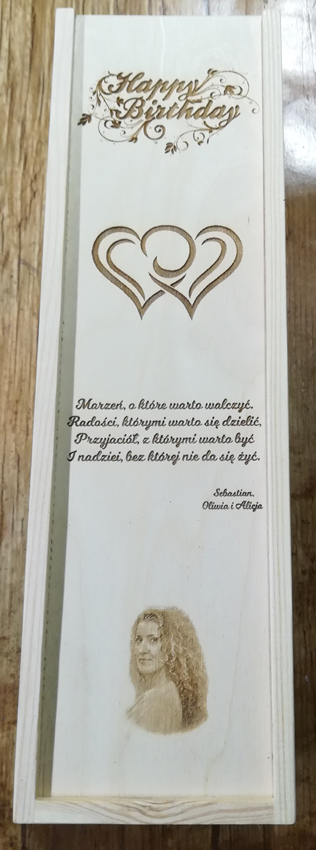 Happy
Birthday
Marzeń, o które warto walczyć.
Radości, którymi warto się dzielić,
Przyjaciół, z którymi warto być
I nadziei, bez której nie da się żyć.
Sebastian,
Oliwia i Alicja